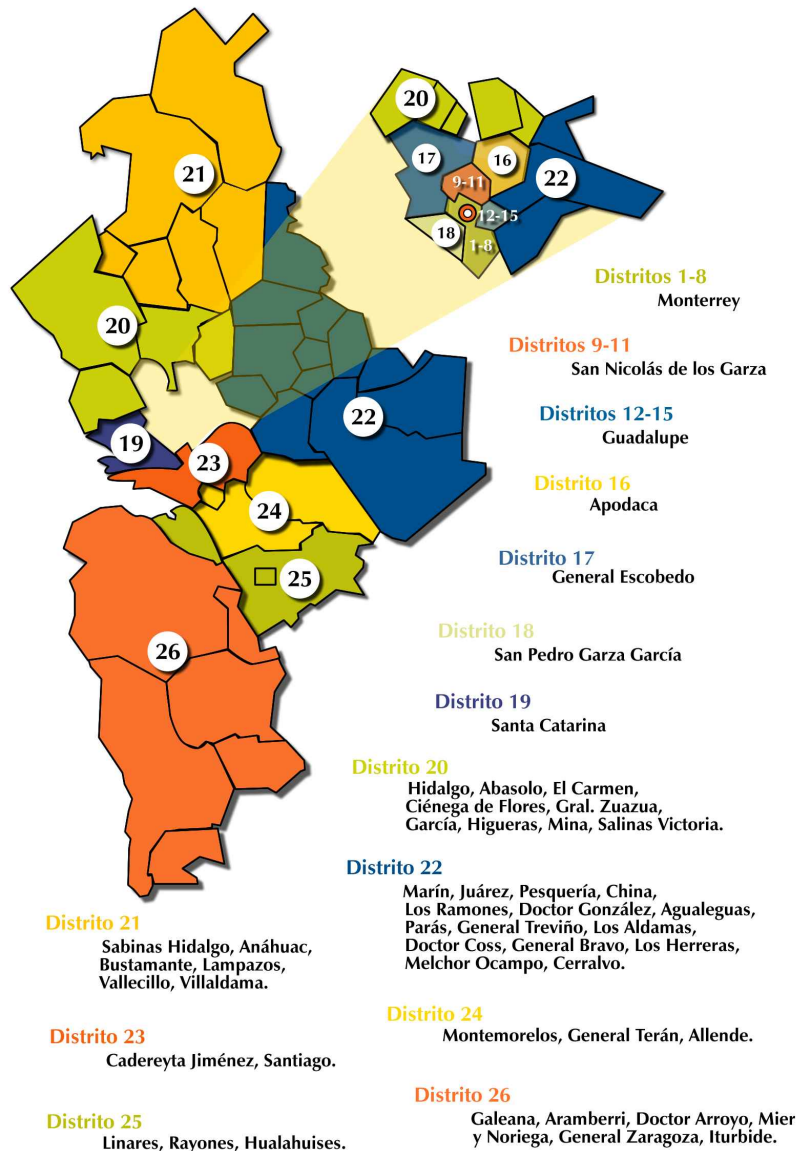 20
17
16
9-11
22
21
12-15
18
1-8
Distritos 1-8
Monterrey
20
Distritos 9-11
San Nicolás de los Garza
22
Distritos 12-15
Guadalupe
19
23
Distrito 16
Apodaca
24
Distrito 17
General Escobedo
25
Distrito 18
San Pedro Garza García
26
Distrito 19
Santa Catarina
Distrito 20
Hidalgo, Abasolo, El Carmen,
Ciénega de Flores, Gral. Zuazua,
García, Higueras, Mina, Salinas Victoria.
Distrito 22
Marín, Juárez, Pesquería, China,
Los Ramones, Doctor González, Agualeguas,
Parás, General Treviño, Los Aldamas,
Doctor Coss, General Bravo, Los Herreras,
Melchor Ocampo, Cerralvo.
Distrito 21
Sabinas Hidalgo, Anáhuac,
Bustamante, Lampazos,
Vallecillo, Villaldama.
Distrito 24
Montemorelos, General Terán, Allende.
Distrito 23
Cadereyta Jiménez, Santiago.
Distrito 26
Galeana, Aramberri, Doctor Arroyo, Mier
y Noriega, General Zaragoza, Iturbide.
Distrito 25
Linares, Rayones, Hualahuises.